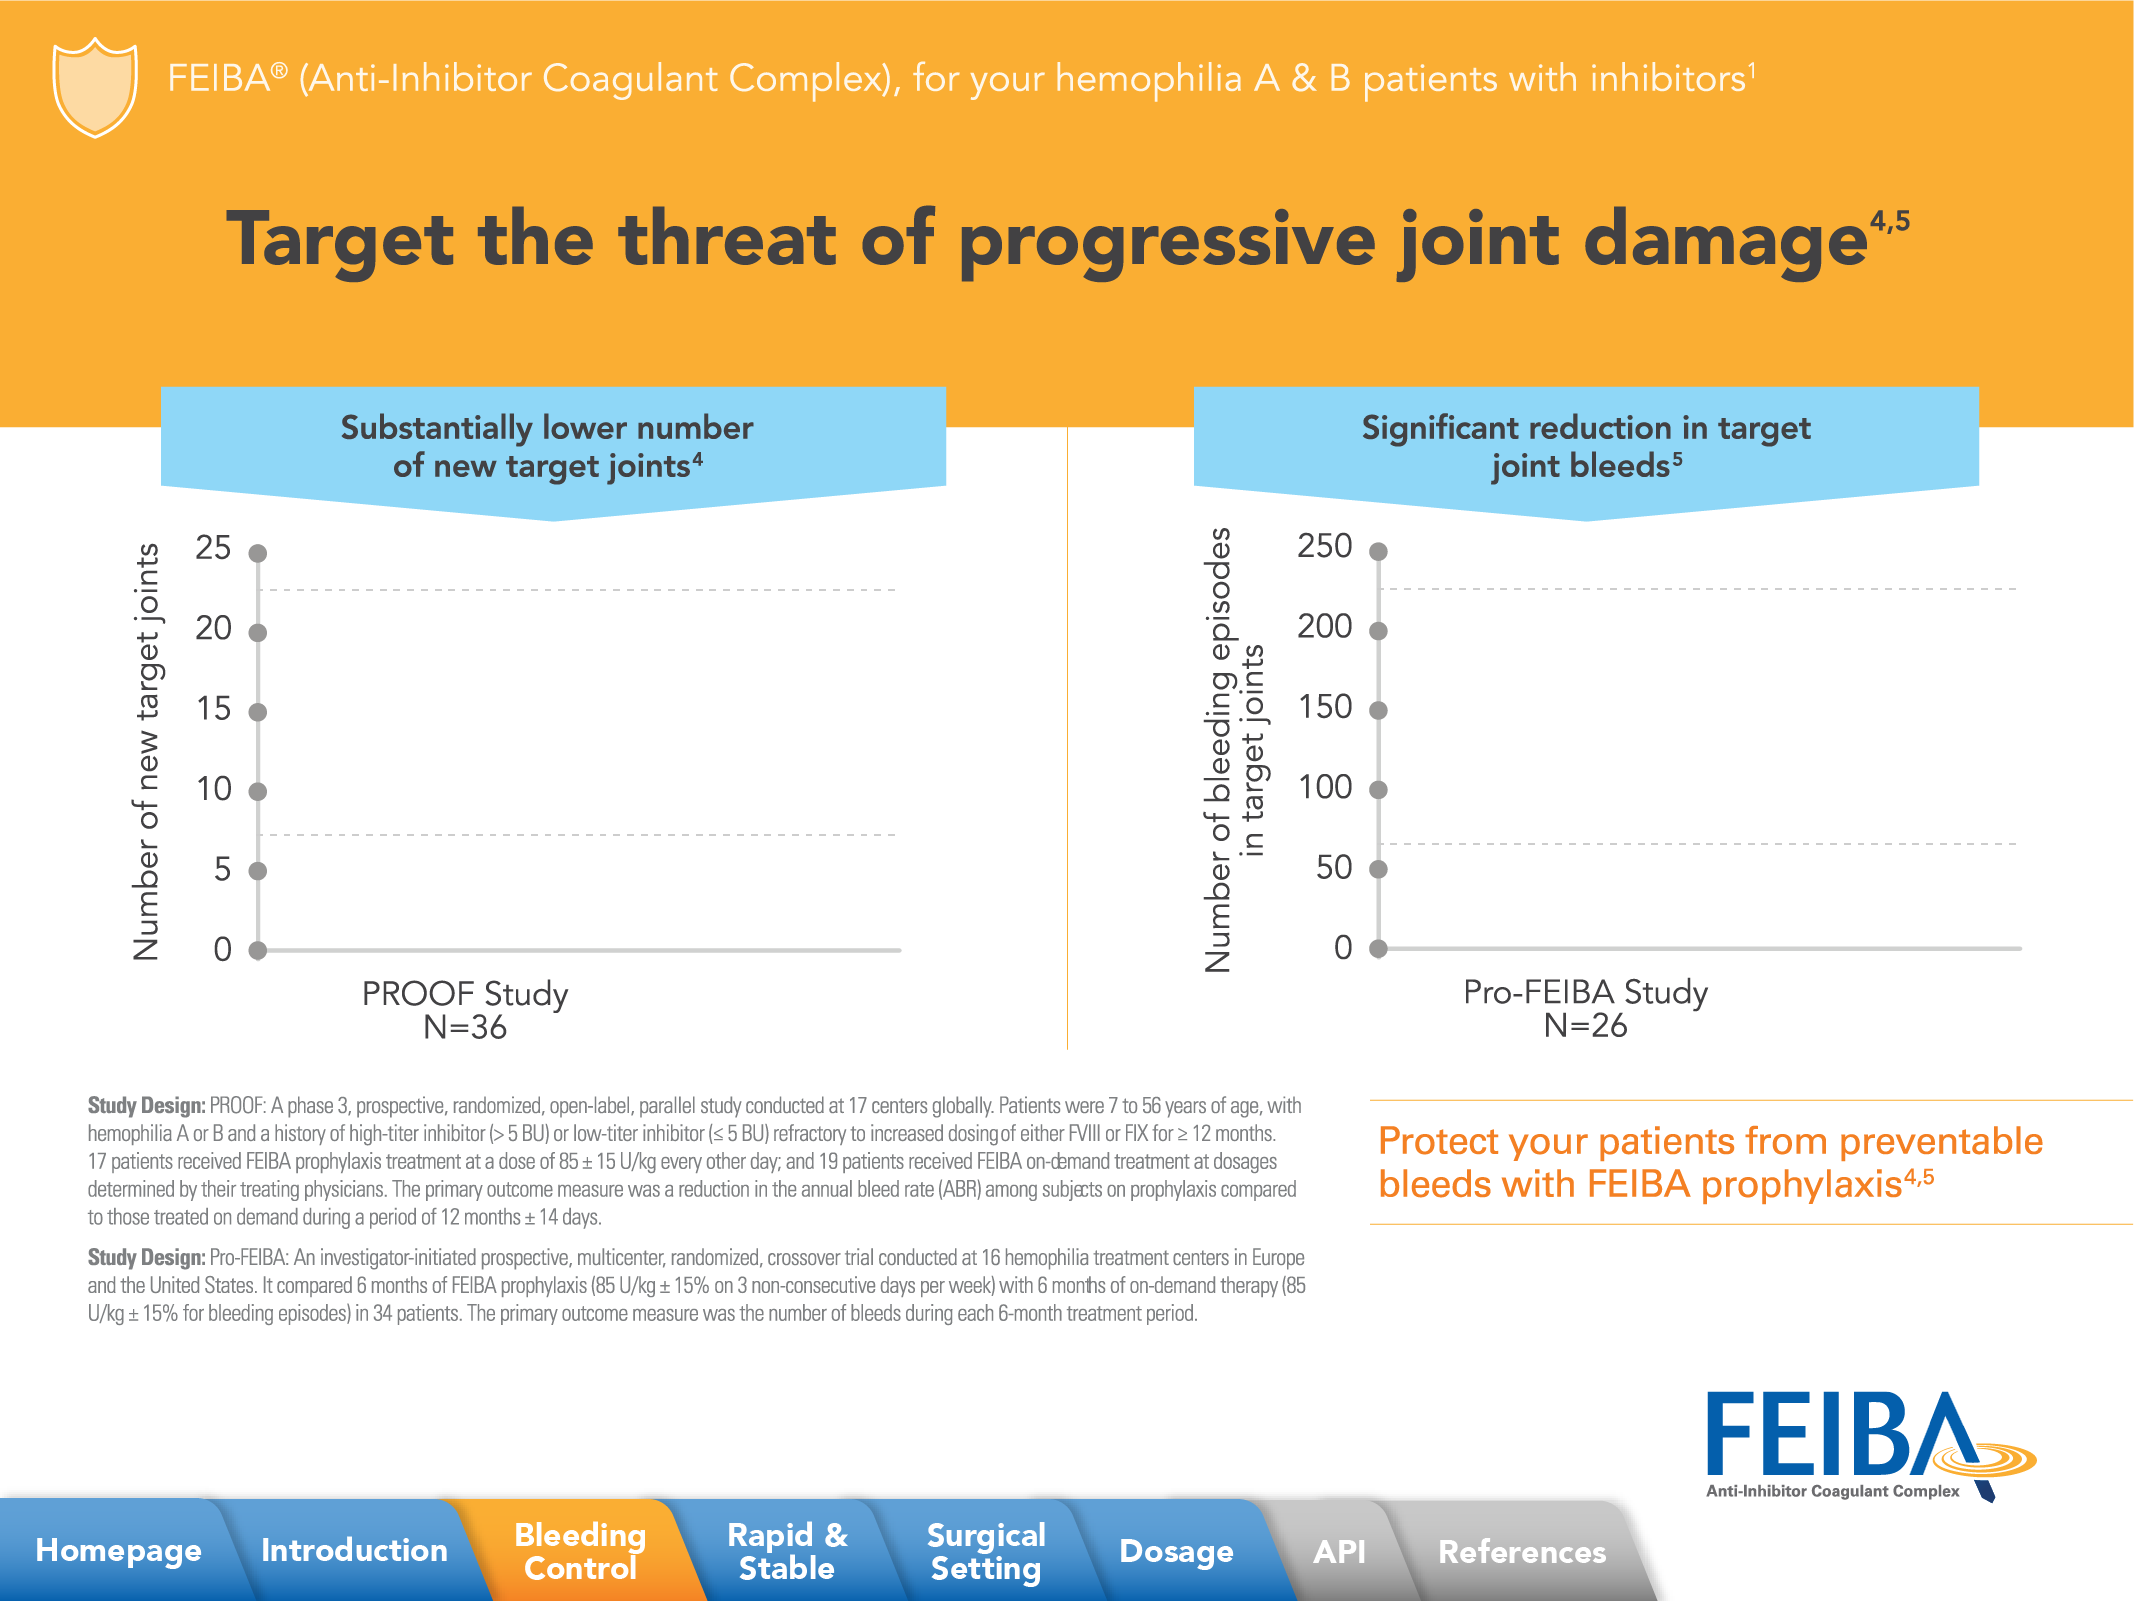 FEIBA® (Anti-Inhibitor Coagulant Complex), for your hemophilia A & B patients with inhibitors¹
Target the threat of progressive joint damage⁴,⁵
Substantially lower number
of new target joints⁴
Number of new target joints
25
20
15
10
5
0
PROOF Study
N=36
Significant reduction in target
joint bleeds⁵
Number of bleeding episodes
in target joints
250
200
150
100
50
0
Pro-FEIBA Study
N=26
Study Design: PROOF: A phase 3, prospective, randomized, open-label, parallel study conducted at 17 centers globally. Patients were 7 to 56 years of age, with
hemophilia A or B and a history of high-titer inhibitor (> 5 BU) or low-titer inhibitor (≤ 5 BU) refractory to increased dosing of either FVIII or FIX for ≥ 12 months.
17 patients received FEIBA prophylaxis treatment at a dose of 85 ± 15 U/kg every other day; and 19 patients received FEIBA on-demand treatment at dosages
determined by their treating physicians. The primary outcome measure was a reduction in the annual bleed rate (ABR) among subjects on prophylaxis compared
to those treated on demand during a period of 12 months ± 14 days.
Study Design: Pro-FEIBA: An investigator-initiated prospective, multicenter, randomized, crossover trial conducted at 16 hemophilia treatment centers in Europe
and the United States. It compared 6 months of FEIBA prophylaxis (85 U/kg ± 15% on 3 non-consecutive days per week) with 6 months of on-demand therapy (85
U/kg ± 15% for bleeding episodes) in 34 patients. The primary outcome measure was the number of bleeds during each 6-month treatment period.
Protect your patients from preventable
bleeds with FEIBA prophylaxis⁴,⁵
FEIBA
Anti-Inhibitor Coagulant Complex
Homepage
Introduction
Bleeding
Control
Rapid &
Stable
Surgical
Setting
Dosage
API
References